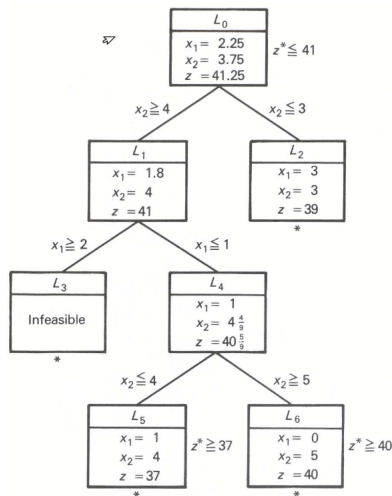 L₀
x₁ = 2.25
x₂ = 3.75
z = 41.25
z* ≦ 41
x₂ ≧ 4
x₂ ≦ 3
L₁
x₁ = 1.8
x₂ = 4
z = 41
L₂
x₁ = 3
x₂ = 3
z = 39
*
x₁ ≧ 2
x₁ ≦ 1
L₃
Infeasible
*
L₄
x₁ = 1
x₂ = 4 4/9
z = 40 5/9
x₂ ≦ 4
x₂ ≧ 5
L₅
x₁ = 1
x₂ = 4
z = 37
z* ≧ 37
*
L₆
x₁ = 0
x₂ = 5
z = 40
z* ≧ 40
*